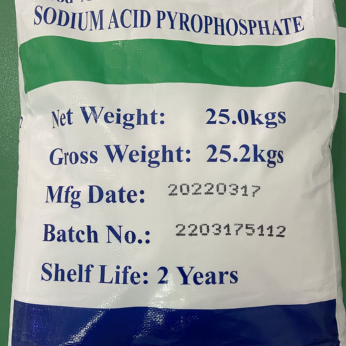 SODIUM ACID PYROPHOSPHATE
Net Weight: 25.0kgs
Gross Weight: 25.2kgs
Mfg Date: 20220317
Batch No.: 2203175112
Shelf Life: 2 Years